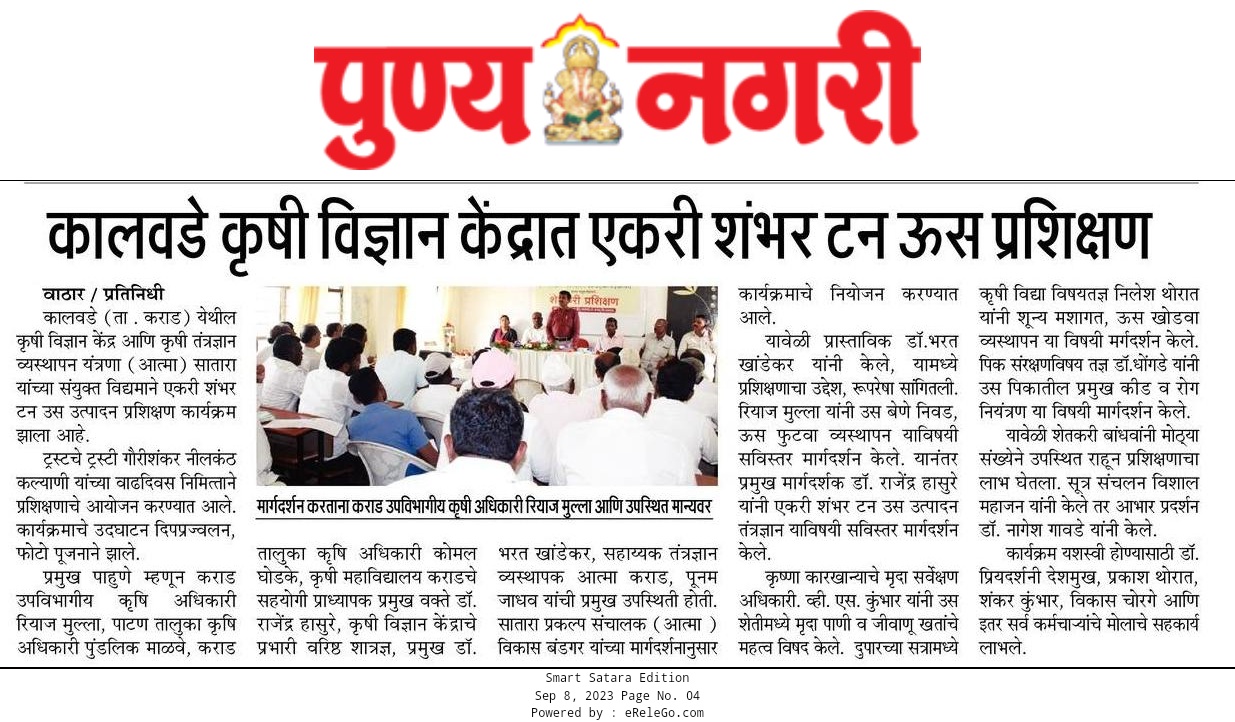 पुण्य नगरी
कालवडे कृषी विज्ञान केंद्रात एकरी शंभर टन ऊस प्रशिक्षण
वाठार / प्रतिनिधी
कालवडे (ता . कराड) येथील
कृषी विज्ञान केंद्र आणि कृषी तंत्रज्ञान
व्यस्थापन यंत्रणा (आत्मा) सातारा
यांच्या संयुक्त विद्यमाने एकरी शंभर
टन उस उत्पादन प्रशिक्षण कार्यक्रम
झाला आहे.
ट्रस्टचे ट्रस्टी गौरीशंकर नीलकंठ
कल्याणी यांच्या वाढदिवस निमित्ताने
प्रशिक्षणाचे आयोजन करण्यात आले.
कार्यक्रमाचे उदघाटन दिपप्रज्वलन,
फोटो पूजनाने झाले.
प्रमुख पाहुणे म्हणून कराड
उपविभागीय कृषि अधिकारी
रियाज मुल्ला, पाटण तालुका कृषि
अधिकारी पुंडलिक माळवे, कराड
प्रशिक्षण
मार्गदर्शन करताना कराड उपविभागीय कृषी अधिकारी रियाज मुल्ला आणि उपस्थित मान्यवर
तालुका कृषि अधिकारी कोमल
घोडके, कृषी महाविद्यालय कराडचे
सहयोगी प्राध्यापक प्रमुख वक्ते डॉ.
राजेंद्र हासुरे, कृषी विज्ञान केंद्राचे
प्रभारी वरिष्ठ शात्रज्ञ, प्रमुख डॉ.
भरत खांडेकर, सहाय्यक तंत्रज्ञान
व्यस्थापक आत्मा कराड, पूनम
जाधव यांची प्रमुख उपस्थिती होती.
सातारा प्रकल्प संचालक (आत्मा )
विकास बंडगर यांच्या मार्गदर्शनानुसार
कार्यक्रमाचे नियोजन करण्यात
आले.
यावेळी प्रास्ताविक डॉ.भरत
खांडेकर यांनी केले, यामध्ये
प्रशिक्षणाचा उद्देश, रूपरेषा सांगितली.
रियाज मुल्ला यांनी उस बेणे निवड,
ऊस फुटवा व्यस्थापन याविषयी
सविस्तर मार्गदर्शन केले. यानंतर
प्रमुख मार्गदर्शक डॉ. राजेंद्र हासुरे
यांनी एकरी शंभर टन उस उत्पादन
तंत्रज्ञान याविषयी सविस्तर मार्गदर्शन
केले.
कृष्णा कारखान्याचे मृदा सर्वेक्षण
अधिकारी. व्ही. एस. कुंभार यांनी उस
शेतीमध्ये मृदा पाणी व जीवाणू खतांचे
महत्व विषद केले. दुपारच्या सत्रामध्ये
कृषी विद्या विषयतज्ञ निलेश थोरात
यांनी शून्य मशागत, ऊस खोडवा
व्यस्थापन या विषयी मर्गदर्शन केले.
पिक संरक्षणविषय तज्ञ डॉ.धोंगडे यांनी
उस पिकातील प्रमुख कीड व रोग
नियंत्रण या विषयी मार्गदर्शन केले.
यावेळी शेतकरी बांधवांनी मोठ्या
संख्येने उपस्थित राहून प्रशिक्षणाचा
लाभ घेतला. सूत्र संचलन विशाल
महाजन यांनी केले तर आभार प्रदर्शन
डॉ. नागेश गावडे यांनी केले.
कार्यक्रम यशस्वी होण्यासाठी डॉ.
प्रियदर्शनी देशमुख, प्रकाश थोरात,
शंकर कुंभार, विकास चोरगे आणि
इतर सर्व कर्मचाऱ्यांचे मोलाचे सहकार्य
लाभले.
Smart Satara Edition
Sep 8, 2023 Page No. 04
Powered by : eReleGo.com